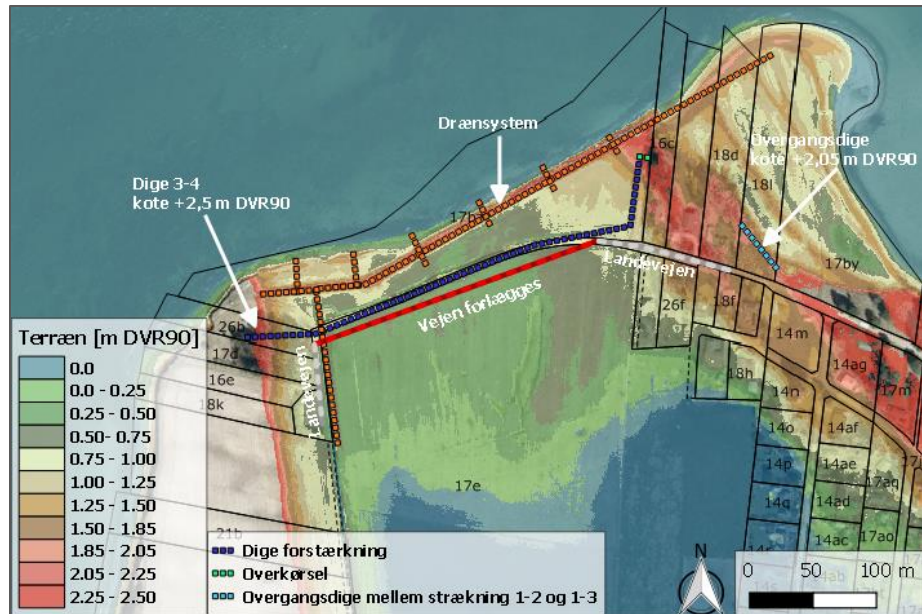 Drænsystem
16c
18d
18l
Overgangsdige
kote +2,05 m DVR90
Dige 3-4
kote +2,5 m DVR90
17by
Landevejen
Vejen forlægges
26f
18f
14m
26b
17d
16e
18k
Landevejen
18h
14n
14ag
17m
14o
14af
14p
14ae
17aq
14q
14ad
17e
14ac
17ao
21b
Terræn [m DVR90]
0.0
0.0 - 0.25
0.25 - 0.50
0.50- 0.75
0.75 - 1.00
1.00 - 1.25
1.25 - 1.50
1.50 - 1.85
1.85 - 2.05
2.05 - 2.25
2.25 - 2.50
Dige forstærkning
Overkørsel
Overgangsdige mellem strækning 1-2 og 1-3
N
0 50 100 m